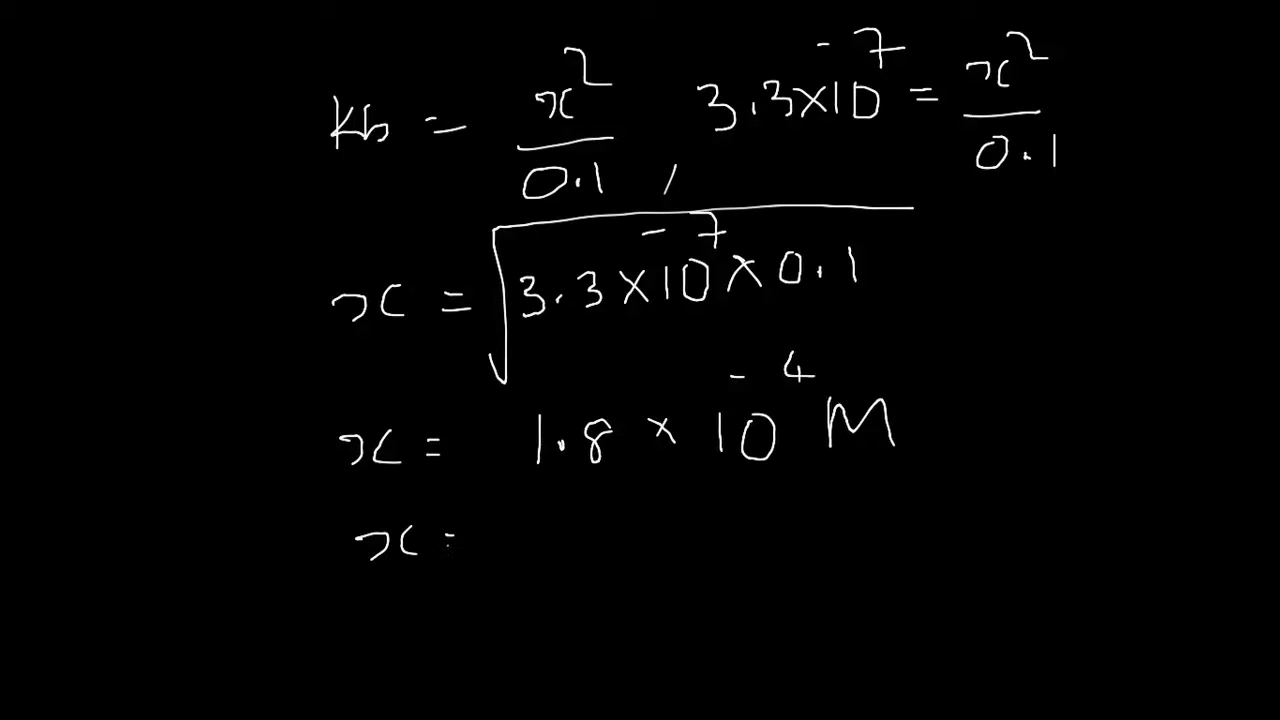 Kb = x²/0.1 , 3.3×10⁻⁷ = x²/0.1
x = √(3.3×10⁻⁷×0.1)
x = 1.8 × 10⁻⁴ M
x =